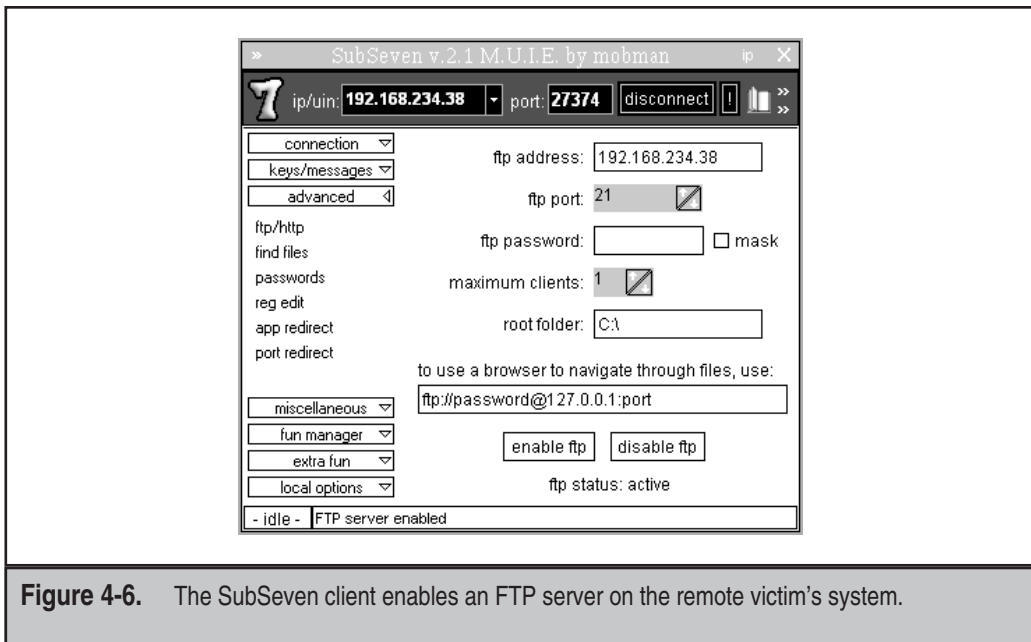 » SubSeven v.2.1 M.U.I.E. by mobman ip X
7 ip/uin: 192.168.234.38 port: 27374 disconnect ! »
»
connection
keys/messages
advanced
ftp/http
find files
passwords
reg edit
app redirect
port redirect
miscellaneous
fun manager
extra fun
local options
ftp address: 192.168.234.38
ftp port: 21
ftp password: mask
maximum clients: 1
root folder: C:\
to use a browser to navigate through files, use:
ftp://password@127.0.0.1:port
enable ftp disable ftp
ftp status: active
- idle - FTP server enabled
Figure 4-6. The SubSeven client enables an FTP server on the remote victim's system.